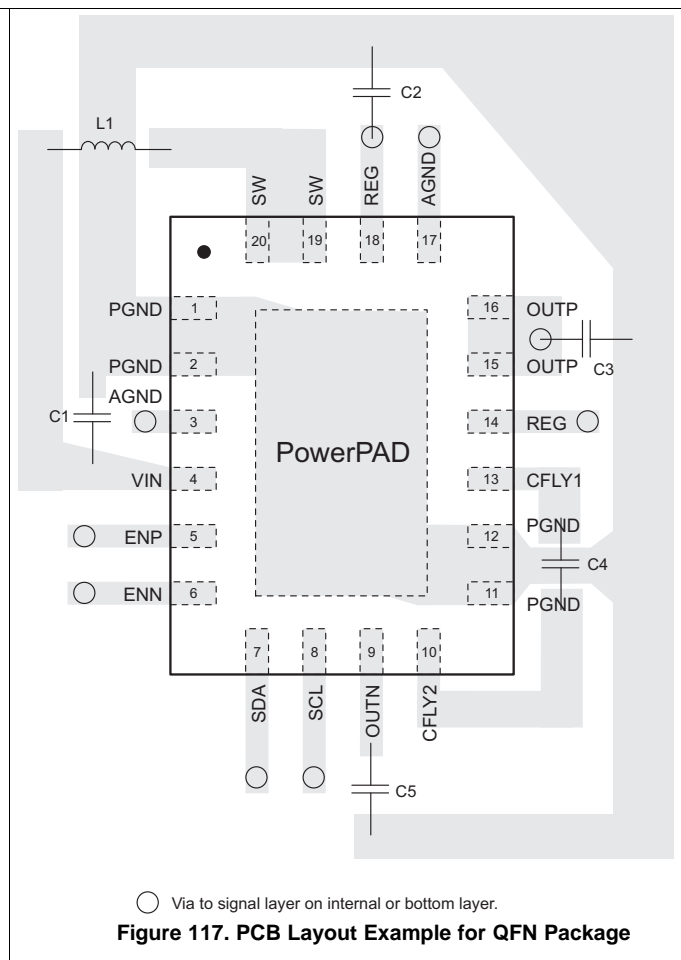 C2
L1
SW
SW
REG
AGND
20
19
18
17
PGND
1
16
OUTP
PGND
2
15
OUTP
C3
AGND
C1
3
14
REG
PowerPAD
VIN
4
13
CFLY1
PGND
ENP
5
12
C4
ENN
6
11
PGND
7
8
9
10
SDA
SCL
OUTN
CFLY2
C5
Via to signal layer on internal or bottom layer.
Figure 117. PCB Layout Example for QFN Package